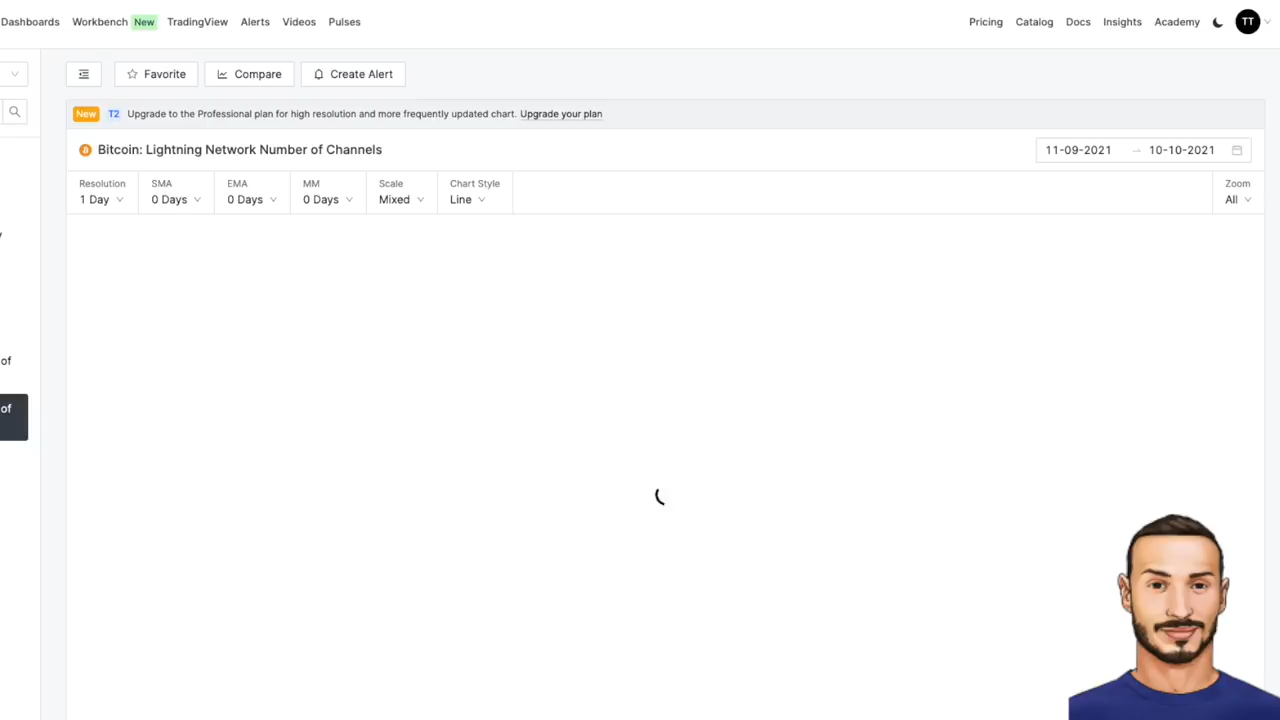 Dashboards Workbench New TradingView Alerts Videos Pulses Pricing Catalog Docs Insights Academy TT
Favorite Compare Create Alert
New T2 Upgrade to the Professional plan for high resolution and more frequently updated chart. Upgrade your plan
Bitcoin: Lightning Network Number of Channels 11-09-2021 → 10-10-2021
Resolution SMA EMA MM Scale Chart Style Zoom
1 Day 0 Days 0 Days 0 Days Mixed Line All
of
of